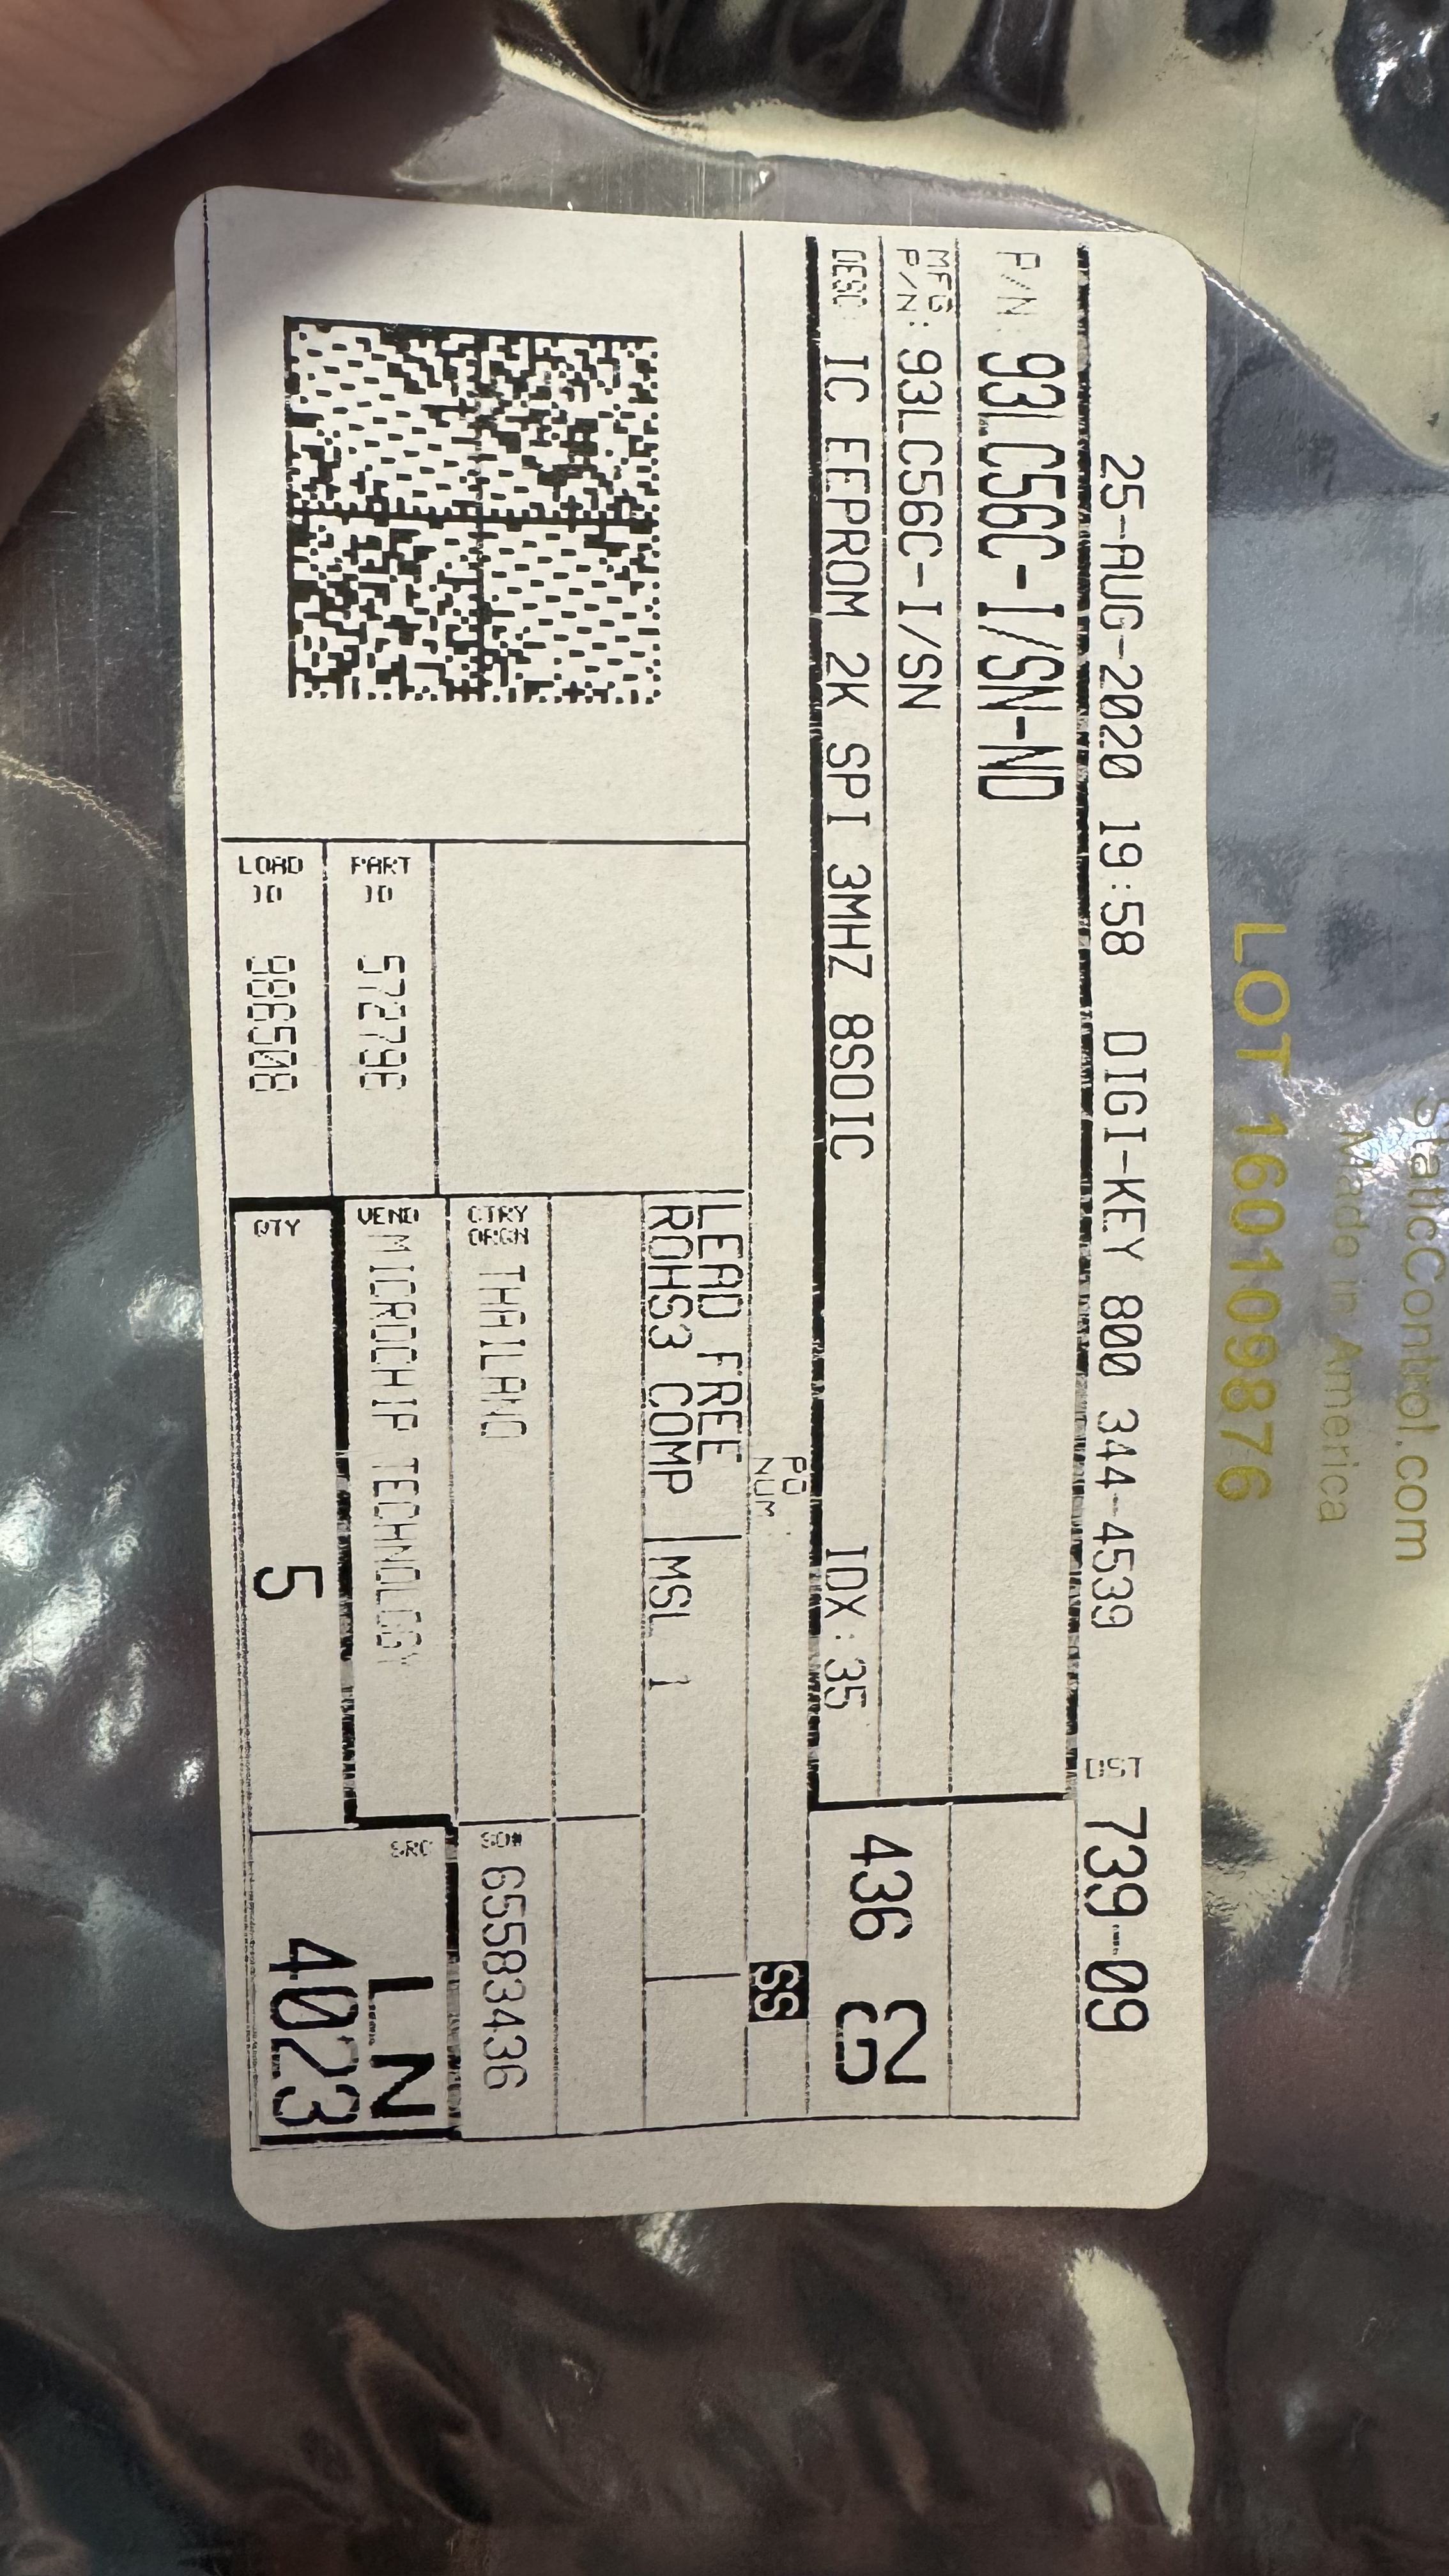 StaticControl.com
Made in America
LOT 160109876
25-AUG-2020 19:58 DIGI-KEY 800 344-4539 DST 739-09
P/N: 93LC56C-I/SN-ND
MFG P/N: 93LC56C-I/SN
DESC: IC EEPROM 2K SPI 3MHZ 8SOIC IDX:35
436 2G
PO NUM:
SS
LEAD FREE
ROHS3 COMP MSL 1
CTRY ORGN THAILAND
SO# 65583436
PART ID
VEND MICROCHIP TECHNOLOGY
LOAD ID
QTY 5
SRC LN 4023